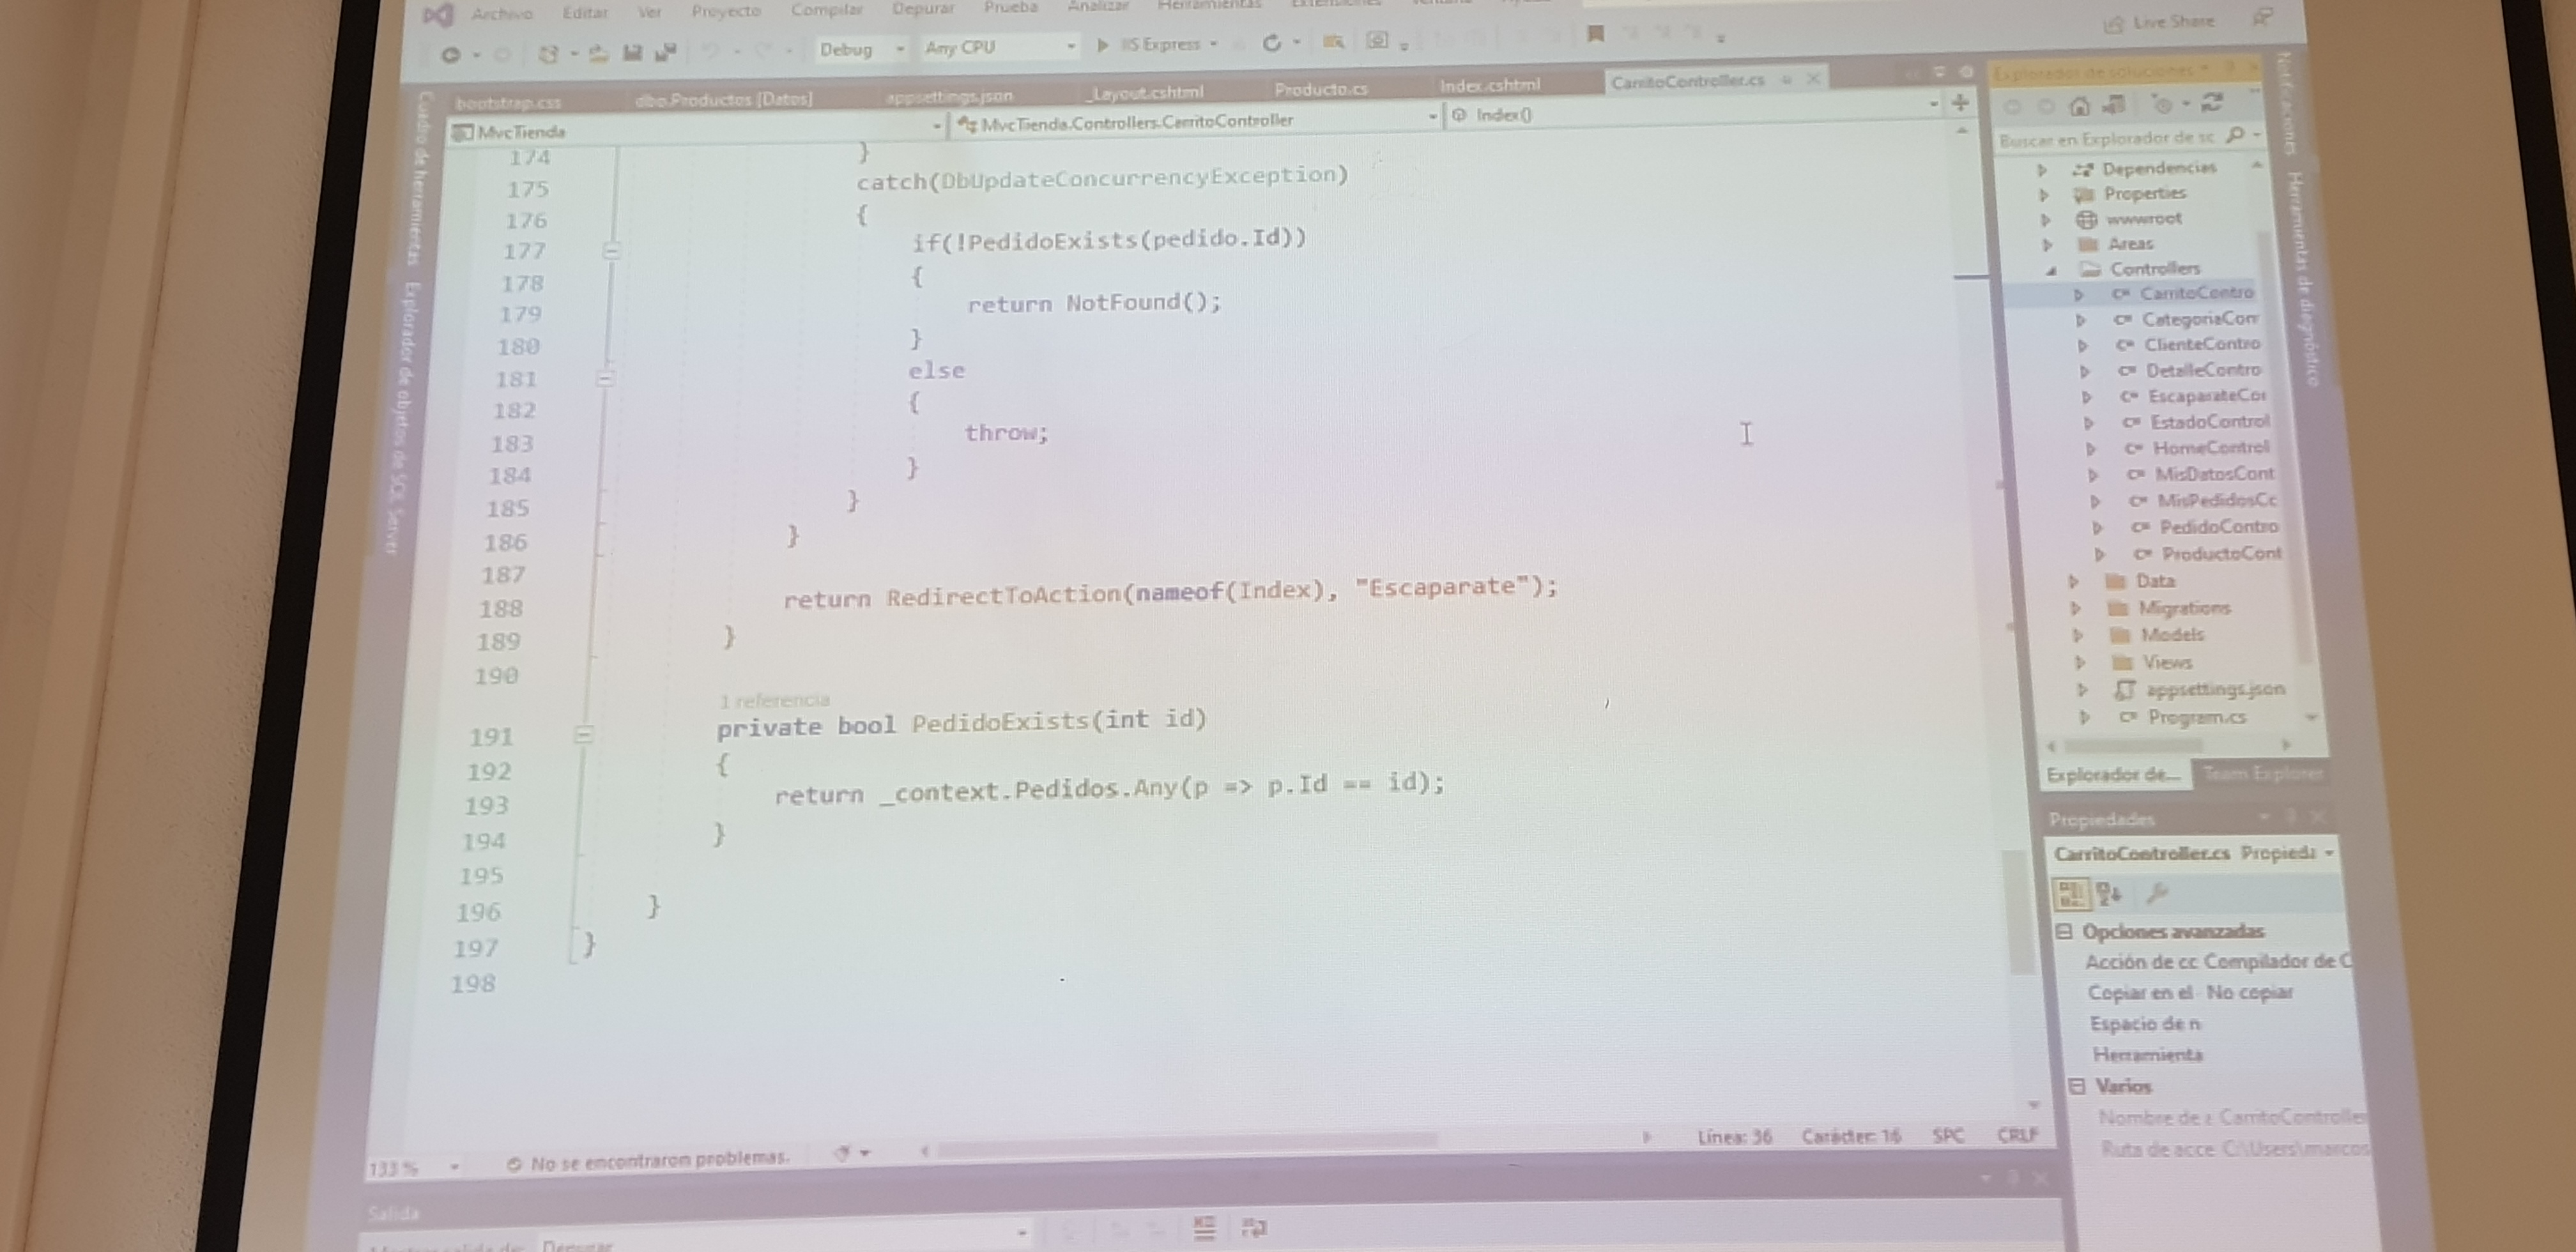 Archivo Editar Ver Proyecto Compilar Depurar Prueba Analizar Herramientas
Debug Any CPU IIS Express Live Share
bootstrap.css dbo.Productos [Datos] appsettings.json _Layout.cshtml Producto.cs Index.cshtml CarritoController.cs
MvcTienda MvcTienda.Controllers.CarritoController Index()
174 }
175 catch(DbUpdateConcurrencyException)
176 {
177 if(!PedidoExists(pedido.Id))
178 {
179 return NotFound();
180 }
181 else
182 {
183 throw;
184 }
185 }
186 }
187
188 return RedirectToAction(nameof(Index), "Escaparate");
189 }
190
1 referencia
191 private bool PedidoExists(int id)
192 {
193 return _context.Pedidos.Any(p => p.Id == id);
194 }
195
196 }
197 }
198
133 % No se encontraron problemas. Línea: 36 Carácter: 16 SPC CRLF
Salida
Depurar
Cuadro de herramientas
Explorador de objetos de SQL Server
Explorador de soluciones
Buscar en Explorador de sc
Dependencias
Properties
wwwroot
Areas
Controllers
C# CarritoContro
C# CategoriaCon
C# ClienteContro
C# DetalleContro
C# EscaparateCor
C# EstadoControl
C# HomeControl
C# MisDatosCont
C# MisPedidosCc
C# PedidoContro
C# ProductoCont
Data
Migrations
Models
Views
appsettings.json
C# Program.cs
Explorador de... Team Explorer
Propiedades
CarritoController.cs Propieda
Opciones avanzadas
Acción de cc Compilador de C
Copiar en el No copiar
Espacio de n
Herramienta
Varios
Nombre de a CarritoController
Ruta de acce C:\Users\marcos
Notificaciones
Herramientas de diagnóstico